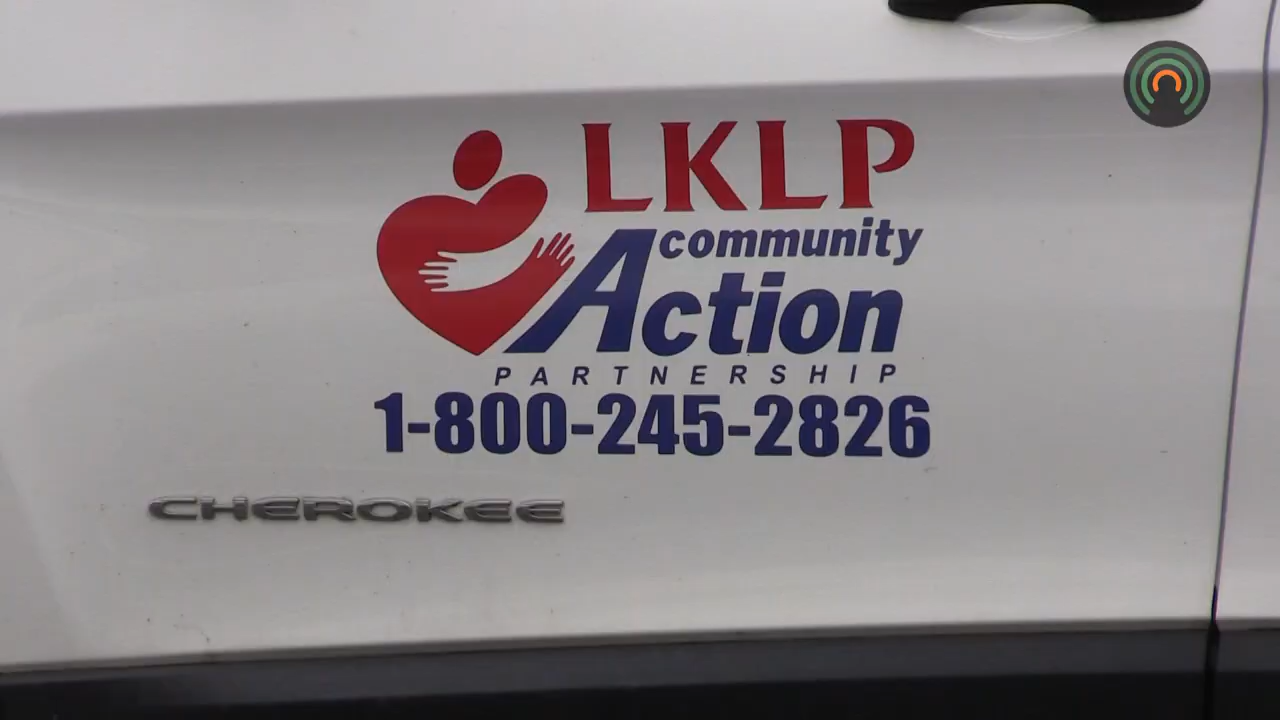 LKLP
community
Action
PARTNERSHIP
1-800-245-2826
CHEROKEE